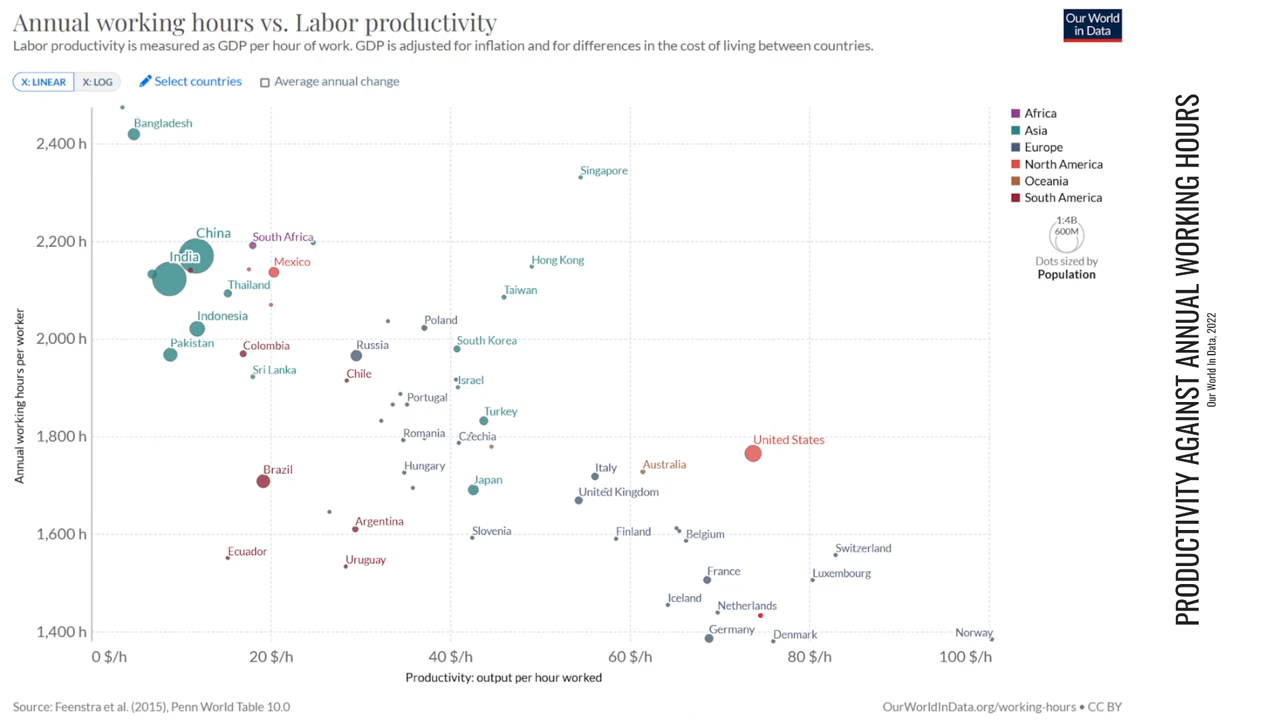 Annual working hours vs. Labor productivity
Labor productivity is measured as GDP per hour of work. GDP is adjusted for inflation and for differences in the cost of living between countries.
Our World
in Data
X: LINEAR
X: LOG
Select countries
Average annual change
Annual working hours per worker
2,400 h
2,200 h
2,000 h
1,800 h
1,600 h
1,400 h
Bangladesh
Singapore
China
South Africa
India
Mexico
Hong Kong
Thailand
Taiwan
Indonesia
Poland
Pakistan
Colombia
Russia
South Korea
Sri Lanka
Chile
Israel
Portugal
Turkey
Romania
Czechia
United States
Brazil
Hungary
Japan
Italy
Australia
United Kingdom
Argentina
Slovenia
Finland
Belgium
Ecuador
Uruguay
Switzerland
France
Luxembourg
Iceland
Netherlands
Germany
Denmark
Norway
0 $/h
20 $/h
40 $/h
60 $/h
80 $/h
100 $/h
Productivity: output per hour worked
Africa
Asia
Europe
North America
Oceania
South America
1:4B
600M
Dots sized by
Population
Source: Feenstra et al. (2015), Penn World Table 10.0
OurWorldInData.org/working-hours • CC BY
PRODUCTIVITY AGAINST ANNUAL WORKING HOURS
Our World In Data, 2022